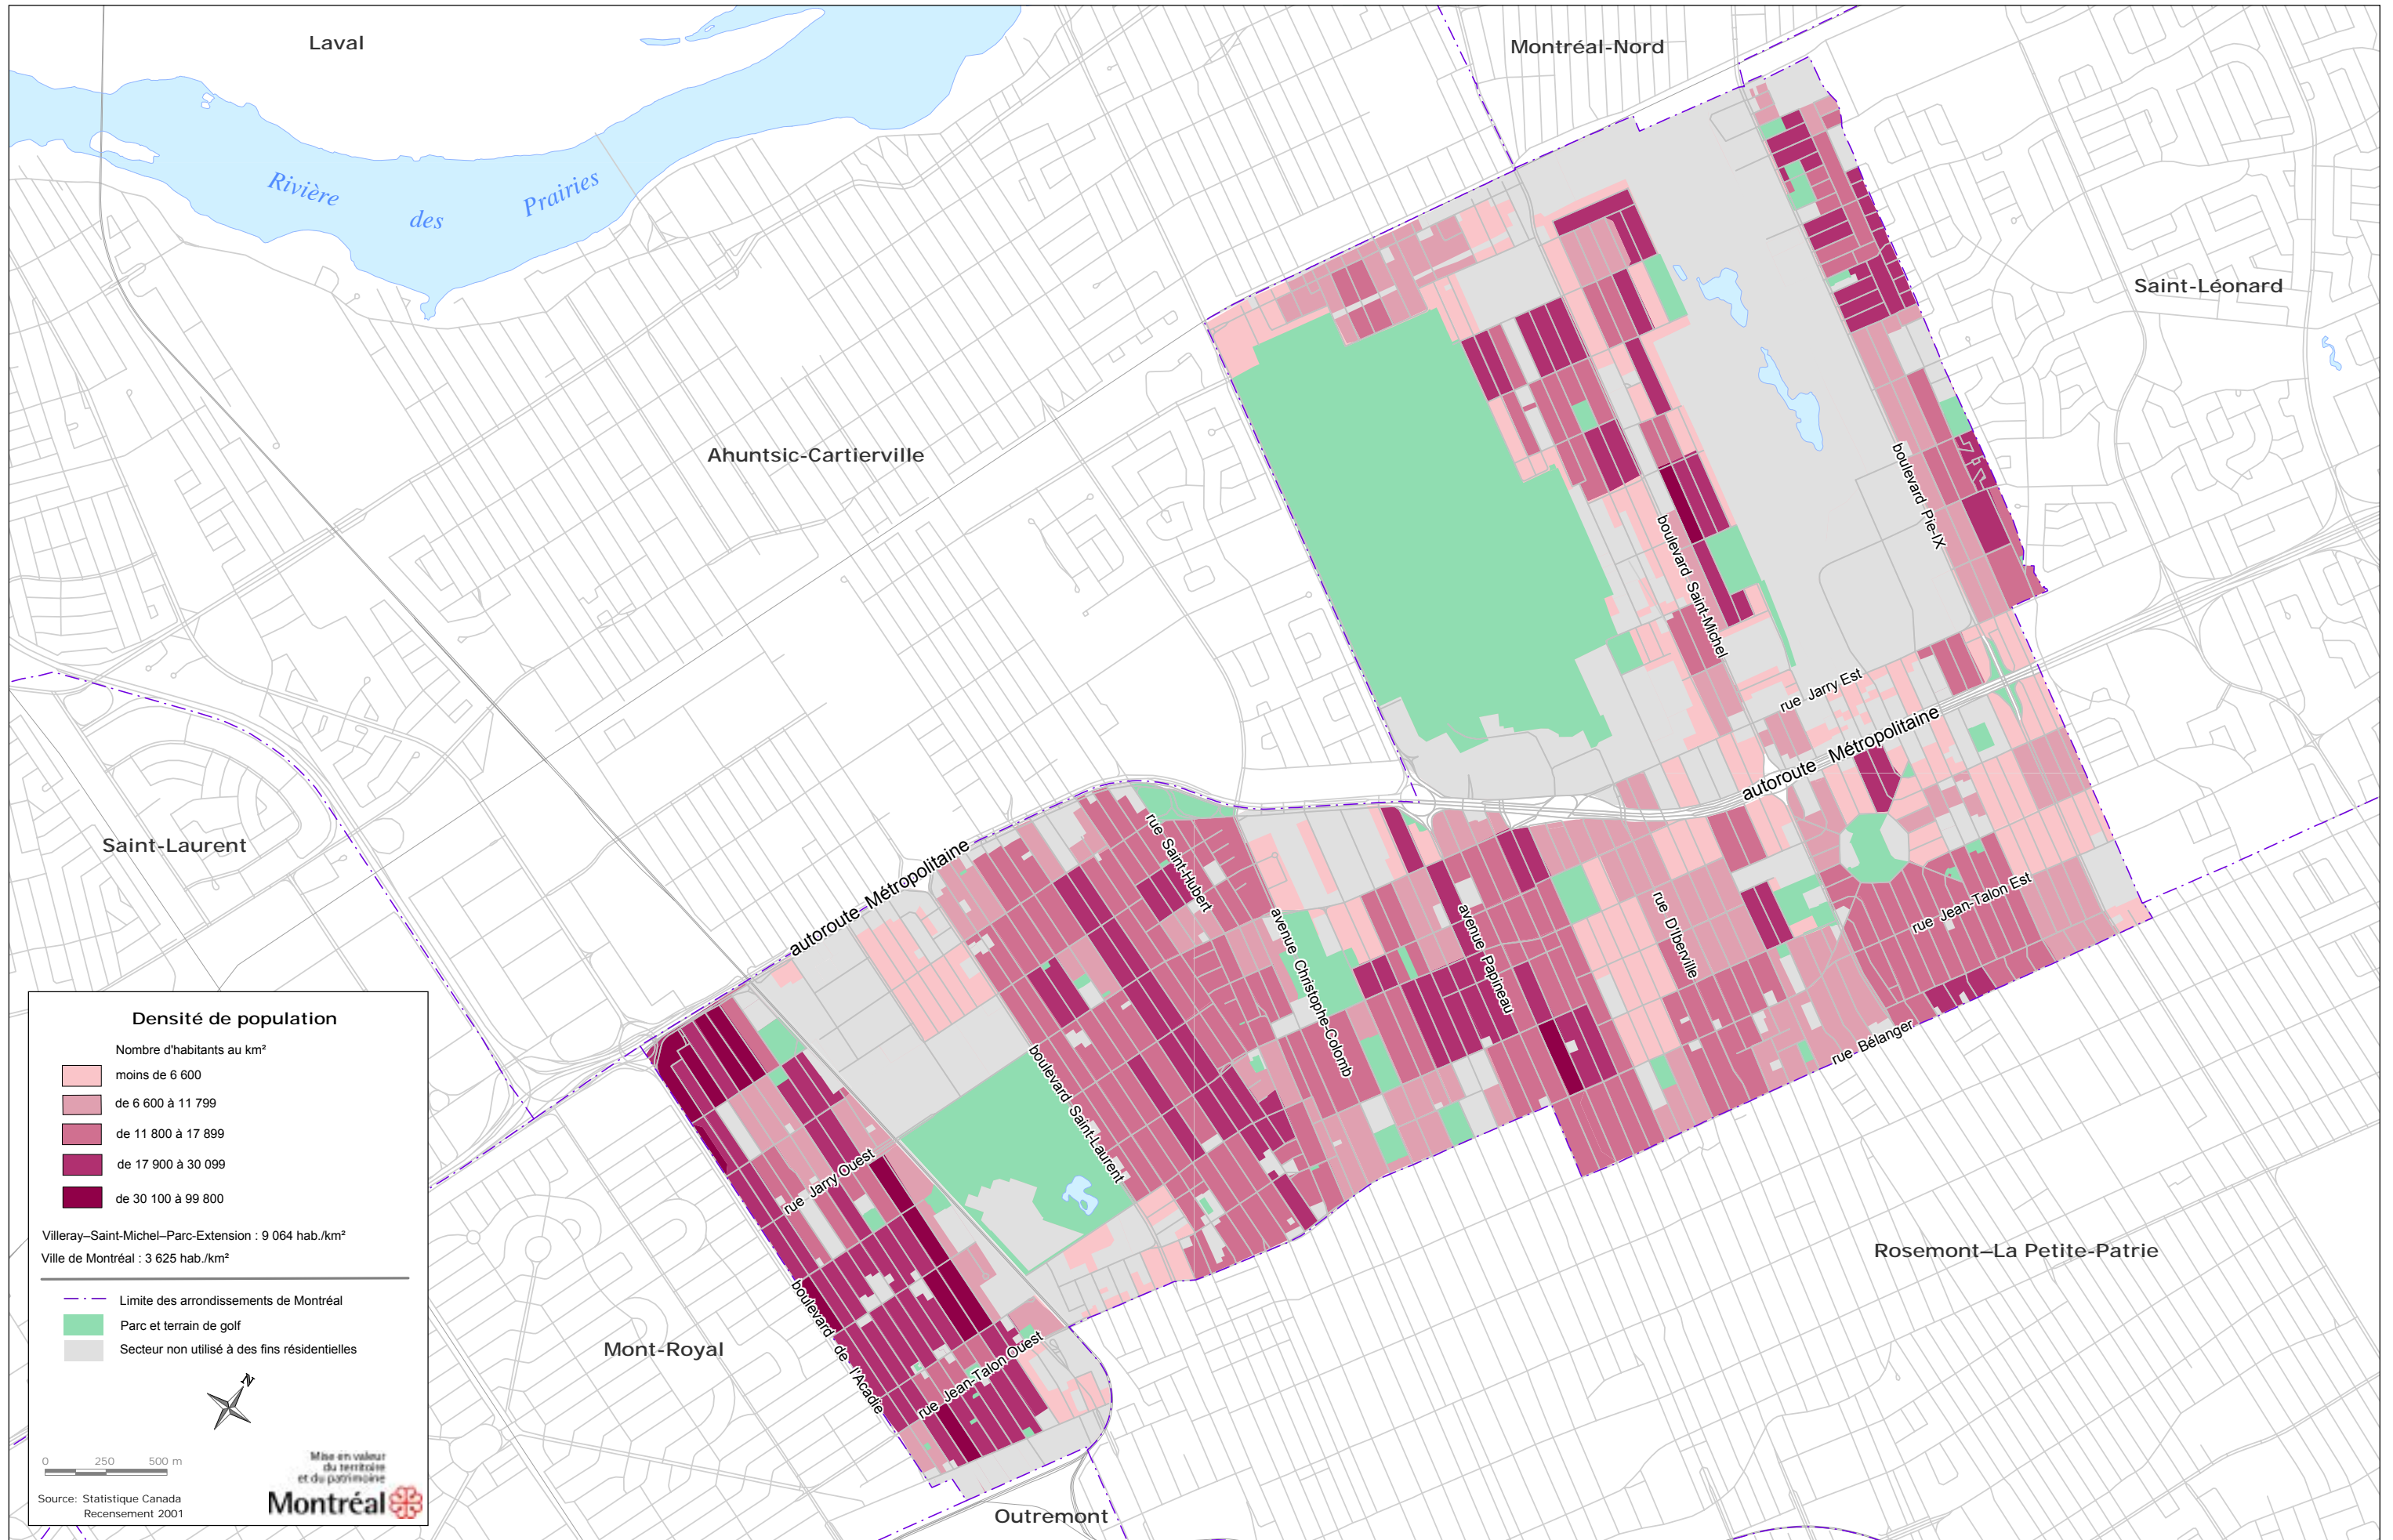 Laval
Montréal-Nord
Rivière des Prairies
Saint-Léonard
Ahuntsic-Cartierville
boulevard Pie-IX
boulevard Saint-Michel
rue Jarry Est
autoroute Métropolitaine
Saint-Laurent
rue Saint-Hubert
autoroute Métropolitaine
avenue Christophe-Colomb
avenue Papineau
rue D'Iberville
rue Jean-Talon Est
rue Bélanger
boulevard Saint-Laurent
rue Jarry Ouest
boulevard de l'Acadie
rue Jean-Talon Ouest
Mont-Royal
Rosemont–La Petite-Patrie
Outremont
Densité de population
Nombre d'habitants au km²
moins de 6 600
de 6 600 à 11 799
de 11 800 à 17 899
de 17 900 à 30 099
de 30 100 à 99 800
Villeray–Saint-Michel–Parc-Extension : 9 064 hab./km²
Ville de Montréal : 3 625 hab./km²
Limite des arrondissements de Montréal
Parc et terrain de golf
Secteur non utilisé à des fins résidentielles
N
0 250 500 m
Source: Statistique Canada
Recensement 2001
Mise en valeur
du territoire
et du patrimoine
Montréal